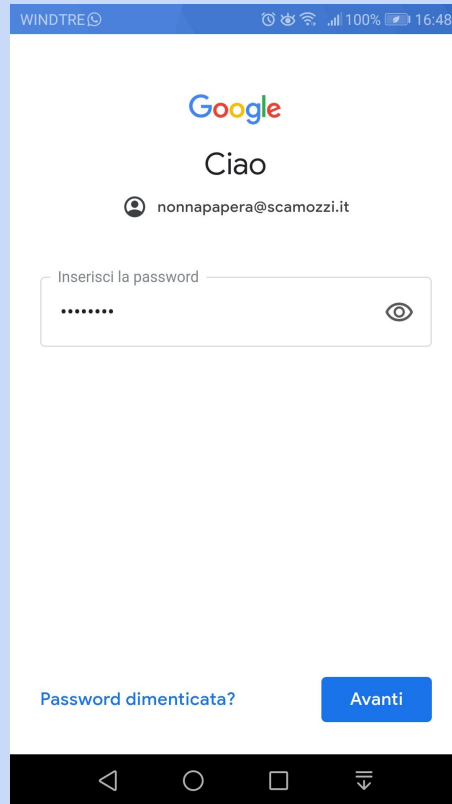 WINDTRE 100% 16:48
Google
Ciao
nonnapapera@scamozzi.it
Inserisci la password
••••••••
Password dimenticata? Avanti